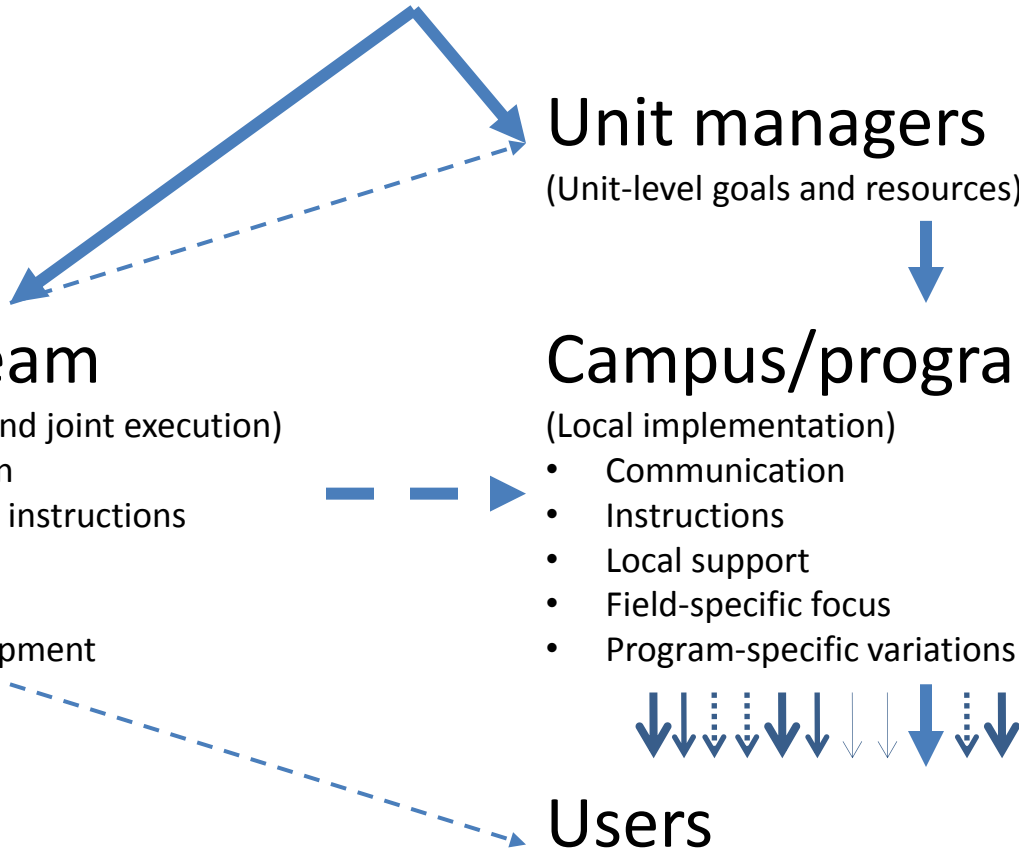 Unit managers
(Unit-level goals and resources)
eam
nd joint execution)
n
instructions
pment
Campus/progra
(Local implementation)
• Communication
• Instructions
• Local support
• Field-specific focus
• Program-specific variations
Users